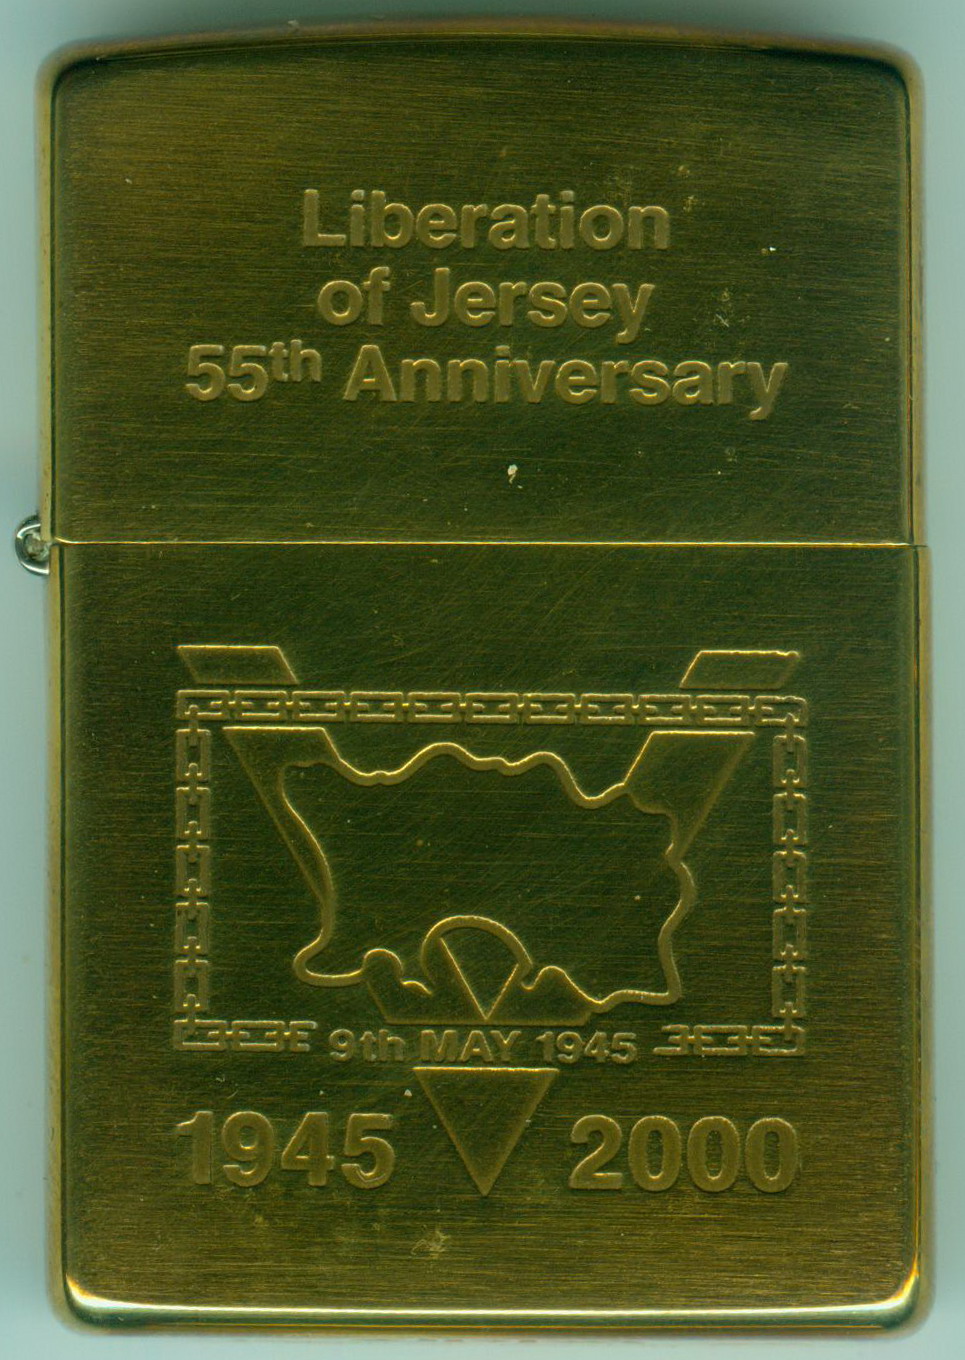 Liberation
of Jersey
55th Anniversary
9th MAY 1945
1945 2000